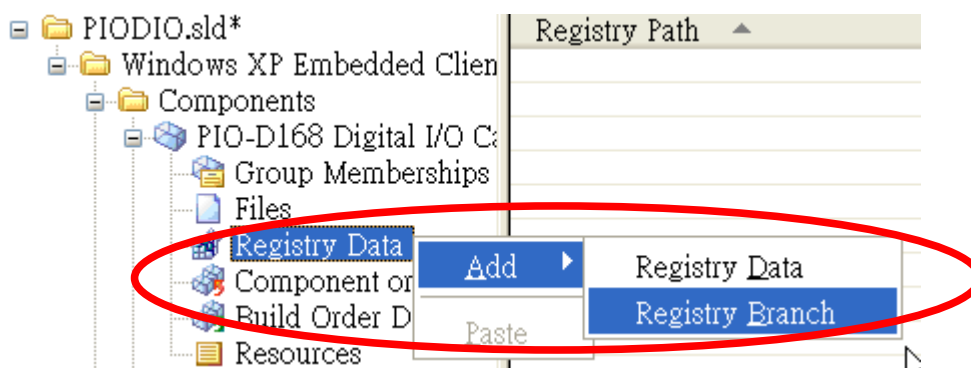 PIODIO.sld*
Registry Path
Windows XP Embedded Clien
Components
PIO-D168 Digital I/O Ca
Group Memberships
Files
Registry Data
Add
Registry Data
Component or
Registry Branch
Build Order D
Paste
Resources